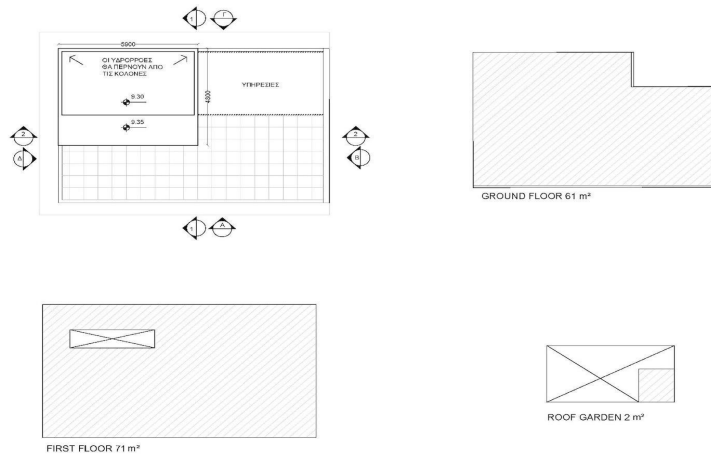 1 Γ
5900
ΟΙ ΥΔΡΟΡΡΟΕΣ
ΘΑ ΠΕΡΝΟΥΝ ΑΠΟ
ΤΙΣ ΚΟΛΟΝΕΣ
ΥΠΗΡΕΣΙΕΣ
4300
9.30
9.35
2
Δ
2
Β
1 Α
GROUND FLOOR 61 m²
FIRST FLOOR 71 m²
ROOF GARDEN 2 m²